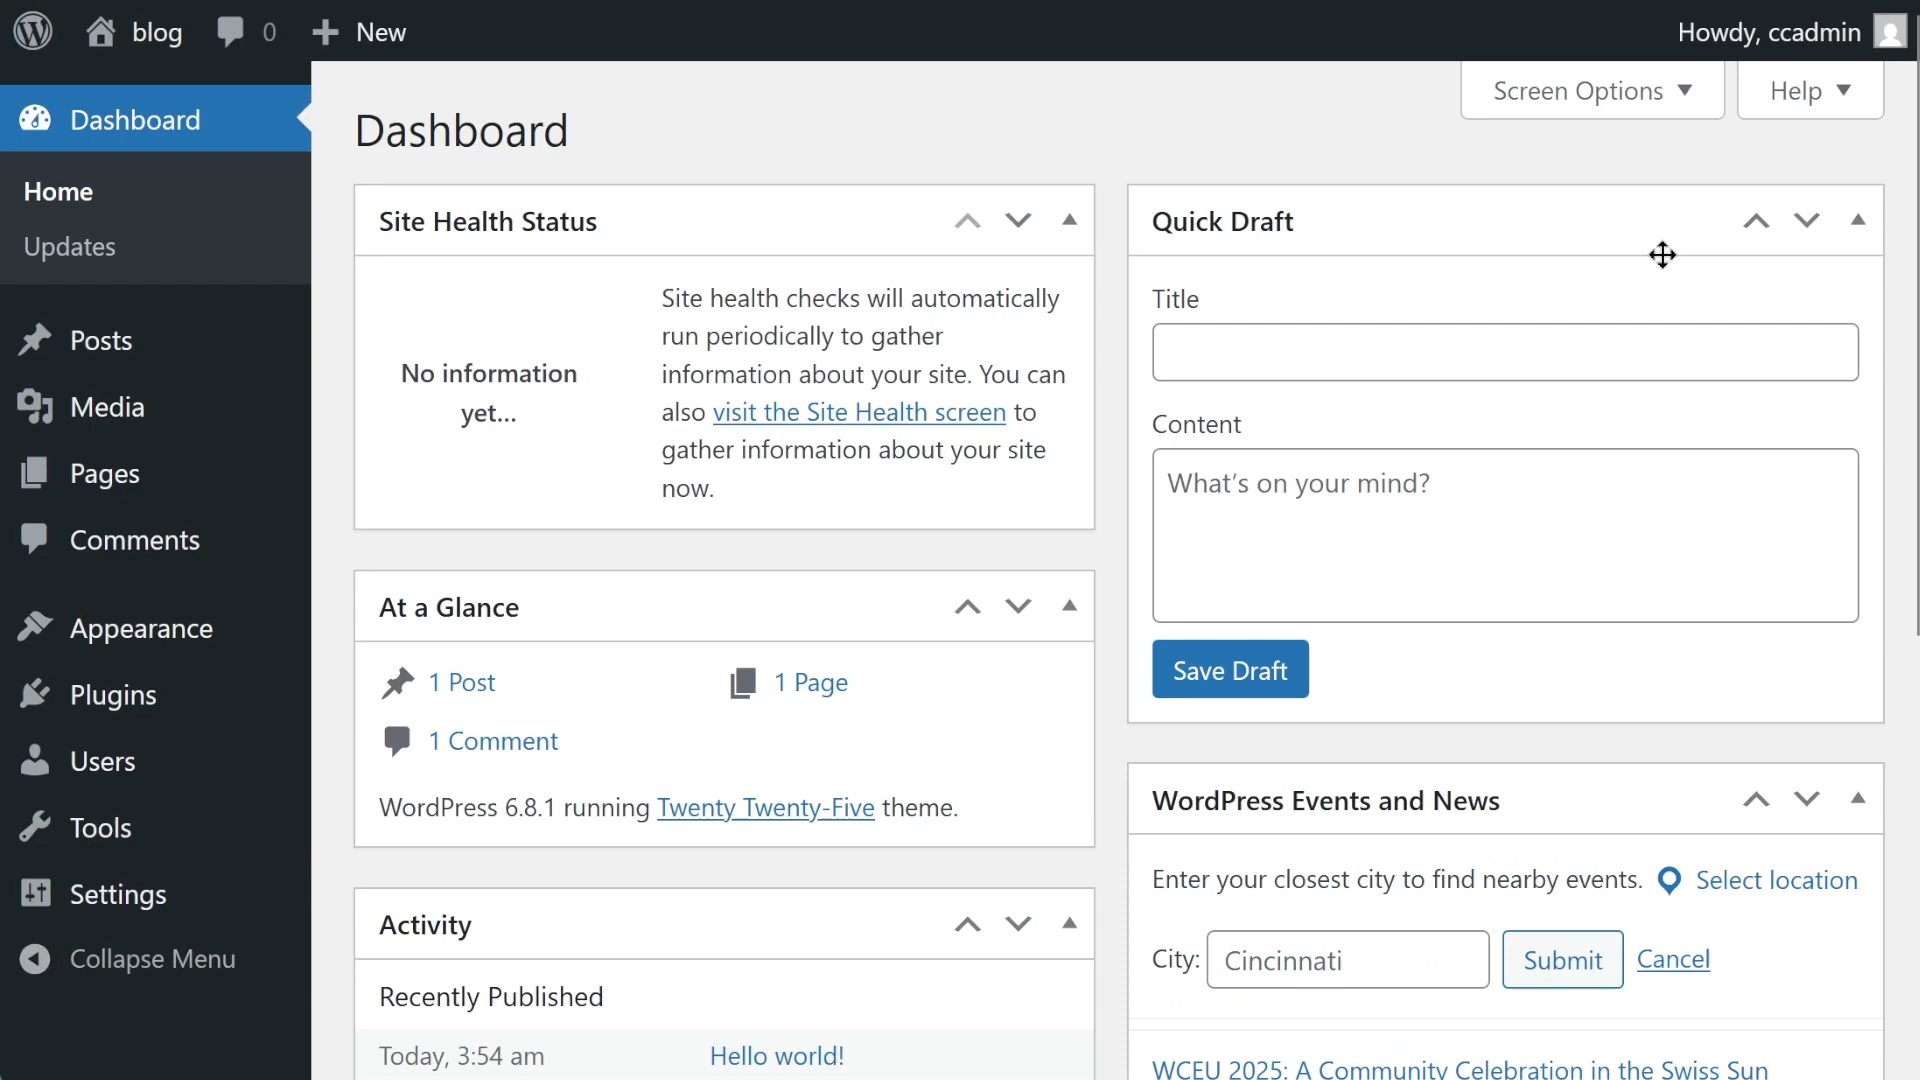 blog
0
New
Howdy, ccadmin
Screen Options
Help
Dashboard
Home
Updates
Posts
Media
Pages
Comments
Appearance
Plugins
Users
Tools
Settings
Collapse Menu
Dashboard
Site Health Status
No information
yet...
Site health checks will automatically
run periodically to gather
information about your site. You can
also visit the Site Health screen to
gather information about your site
now.
At a Glance
1 Post
1 Page
1 Comment
WordPress 6.8.1 running Twenty Twenty-Five theme.
Activity
Recently Published
Today, 3:54 am
Hello world!
Quick Draft
Title
Content
What's on your mind?
Save Draft
WordPress Events and News
Enter your closest city to find nearby events.
Select location
City:
Cincinnati
Submit
Cancel
WCEU 2025: A Community Celebration in the Swiss Sun